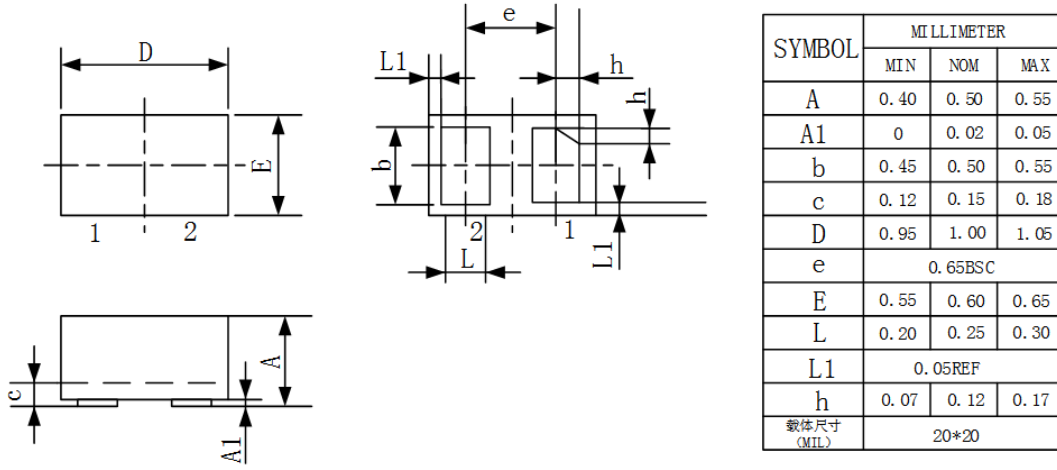 D
E
1 2
e
L1
h
h
b
2
1
L
L1
A
c
A1
SYMBOL
MILLIMETER
MIN NOM MAX
A 0.40 0.50 0.55
A1 0 0.02 0.05
b 0.45 0.50 0.55
c 0.12 0.15 0.18
D 0.95 1.00 1.05
e 0.65BSC
E 0.55 0.60 0.65
L 0.20 0.25 0.30
L1 0.05REF
h 0.07 0.12 0.17
载体尺寸
(MIL)
20*20